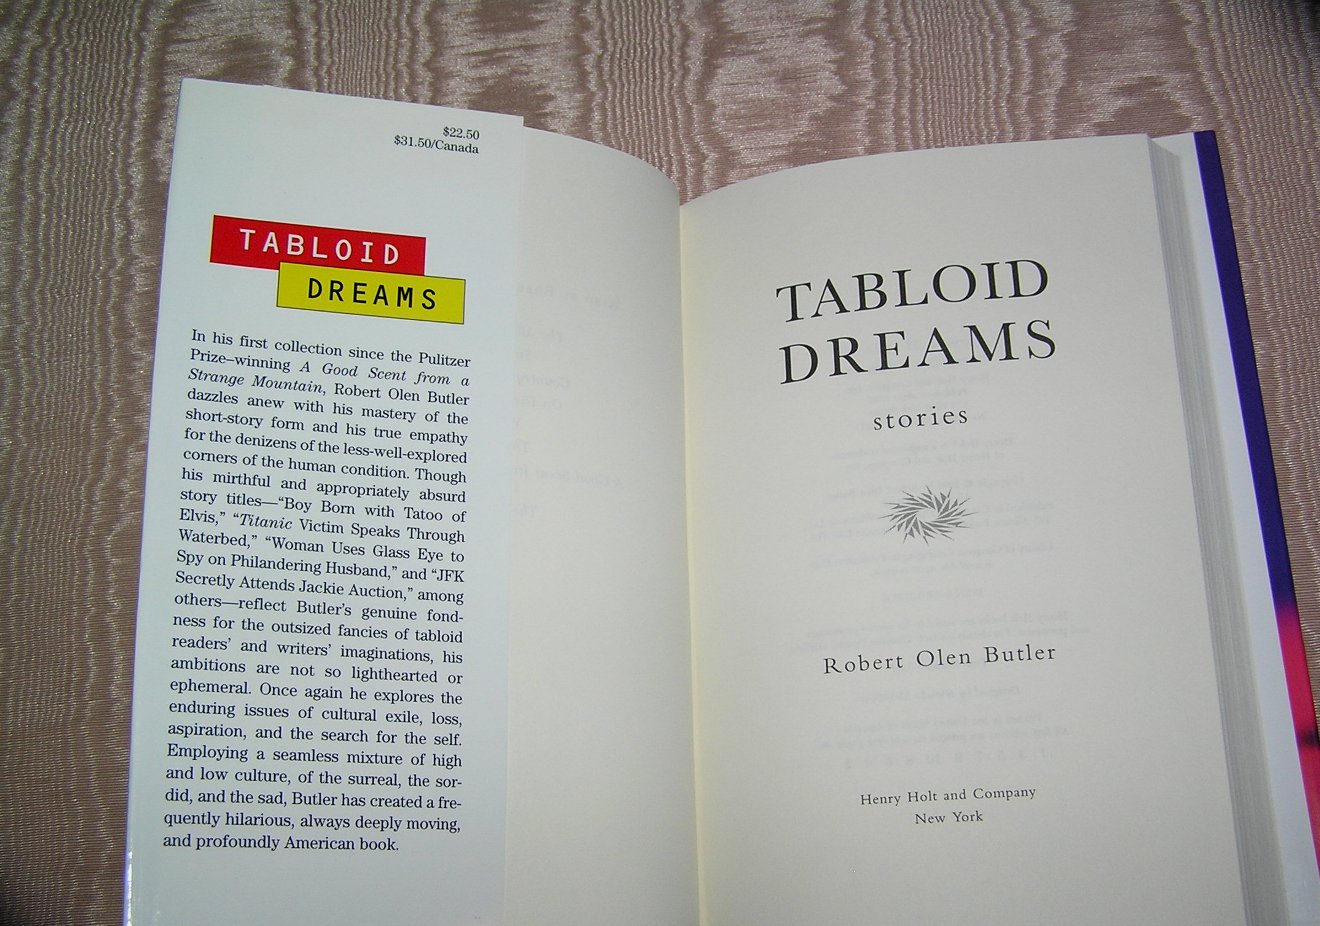 $22.50
$31.50/Canada
TABLOID
DREAMS
In his first collection since the Pulitzer
Prize–winning A Good Scent from a
Strange Mountain, Robert Olen Butler
dazzles anew with his mastery of the
short-story form and his true empathy
for the denizens of the less-well-explored
corners of the human condition. Though
his mirthful and appropriately absurd
story titles—“Boy Born with Tatoo of
Elvis,” “Titanic Victim Speaks Through
Waterbed,” “Woman Uses Glass Eye to
Spy on Philandering Husband,” and “JFK
Secretly Attends Jackie Auction,” among
others—reflect Butler’s genuine fond-
ness for the outsized fancies of tabloid
readers’ and writers’ imaginations, his
ambitions are not so lighthearted or
ephemeral. Once again he explores the
enduring issues of cultural exile, loss,
aspiration, and the search for the self.
Employing a seamless mixture of high
and low culture, of the surreal, the sor-
did, and the sad, Butler has created a fre-
quently hilarious, always deeply moving,
and profoundly American book.
TABLOID
DREAMS
stories
Robert Olen Butler
Henry Holt and Company
New York